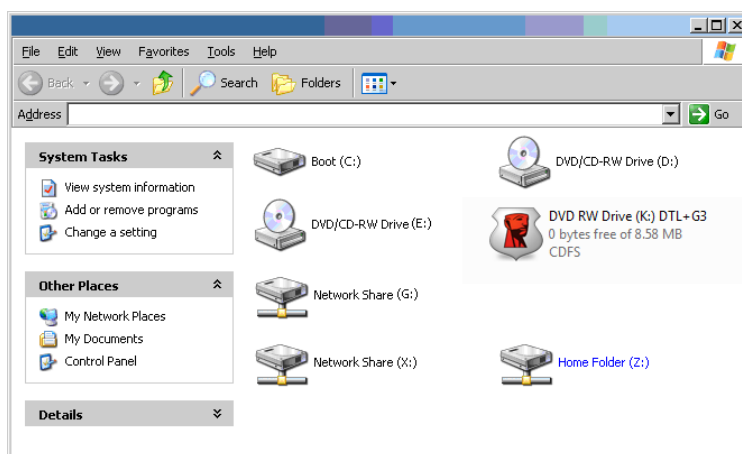 File Edit View Favorites Tools Help
Back Search Folders
Address Go
System Tasks
View system information
Add or remove programs
Change a setting
Other Places
My Network Places
My Documents
Control Panel
Details
Boot (C:)
DVD/CD-RW Drive (D:)
DVD/CD-RW Drive (E:)
DVD RW Drive (K:) DTL+G3
0 bytes free of 8.58 MB
CDFS
Network Share (G:)
Network Share (X:)
Home Folder (Z:)